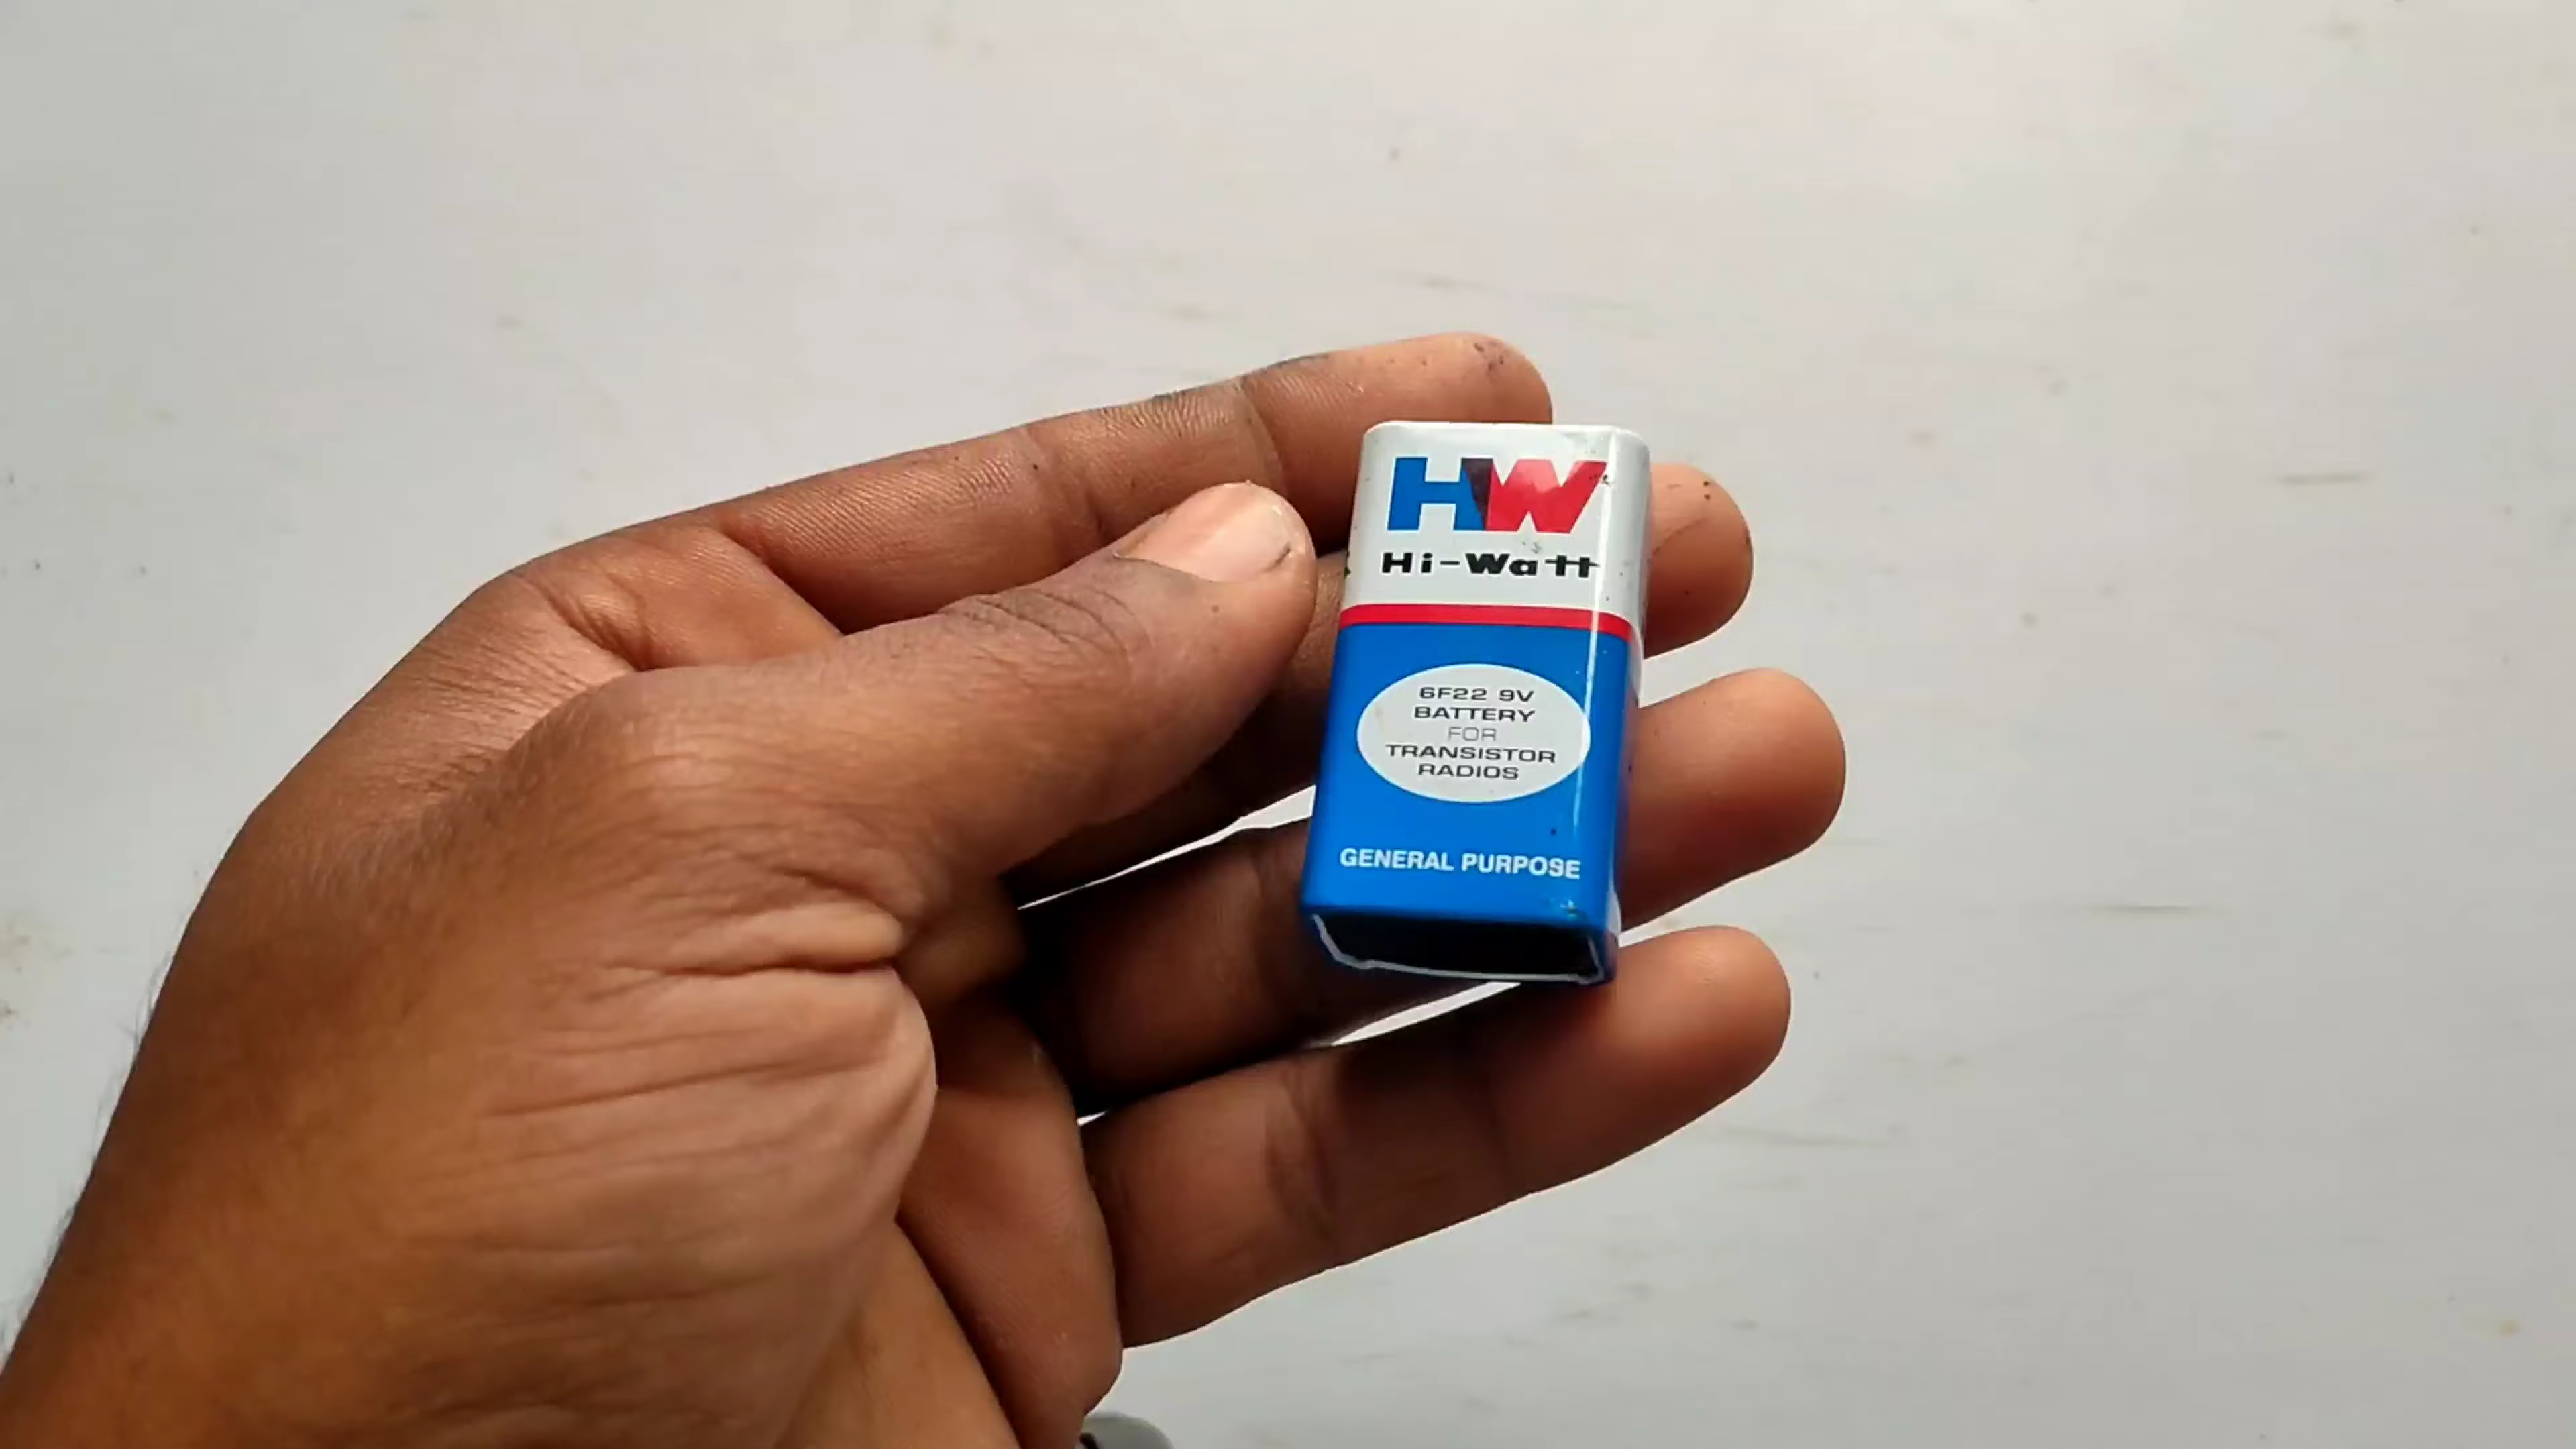 HW
Hi-Watt
6F22 9V
BATTERY
FOR
TRANSISTOR
RADIOS
GENERAL PURPOSE